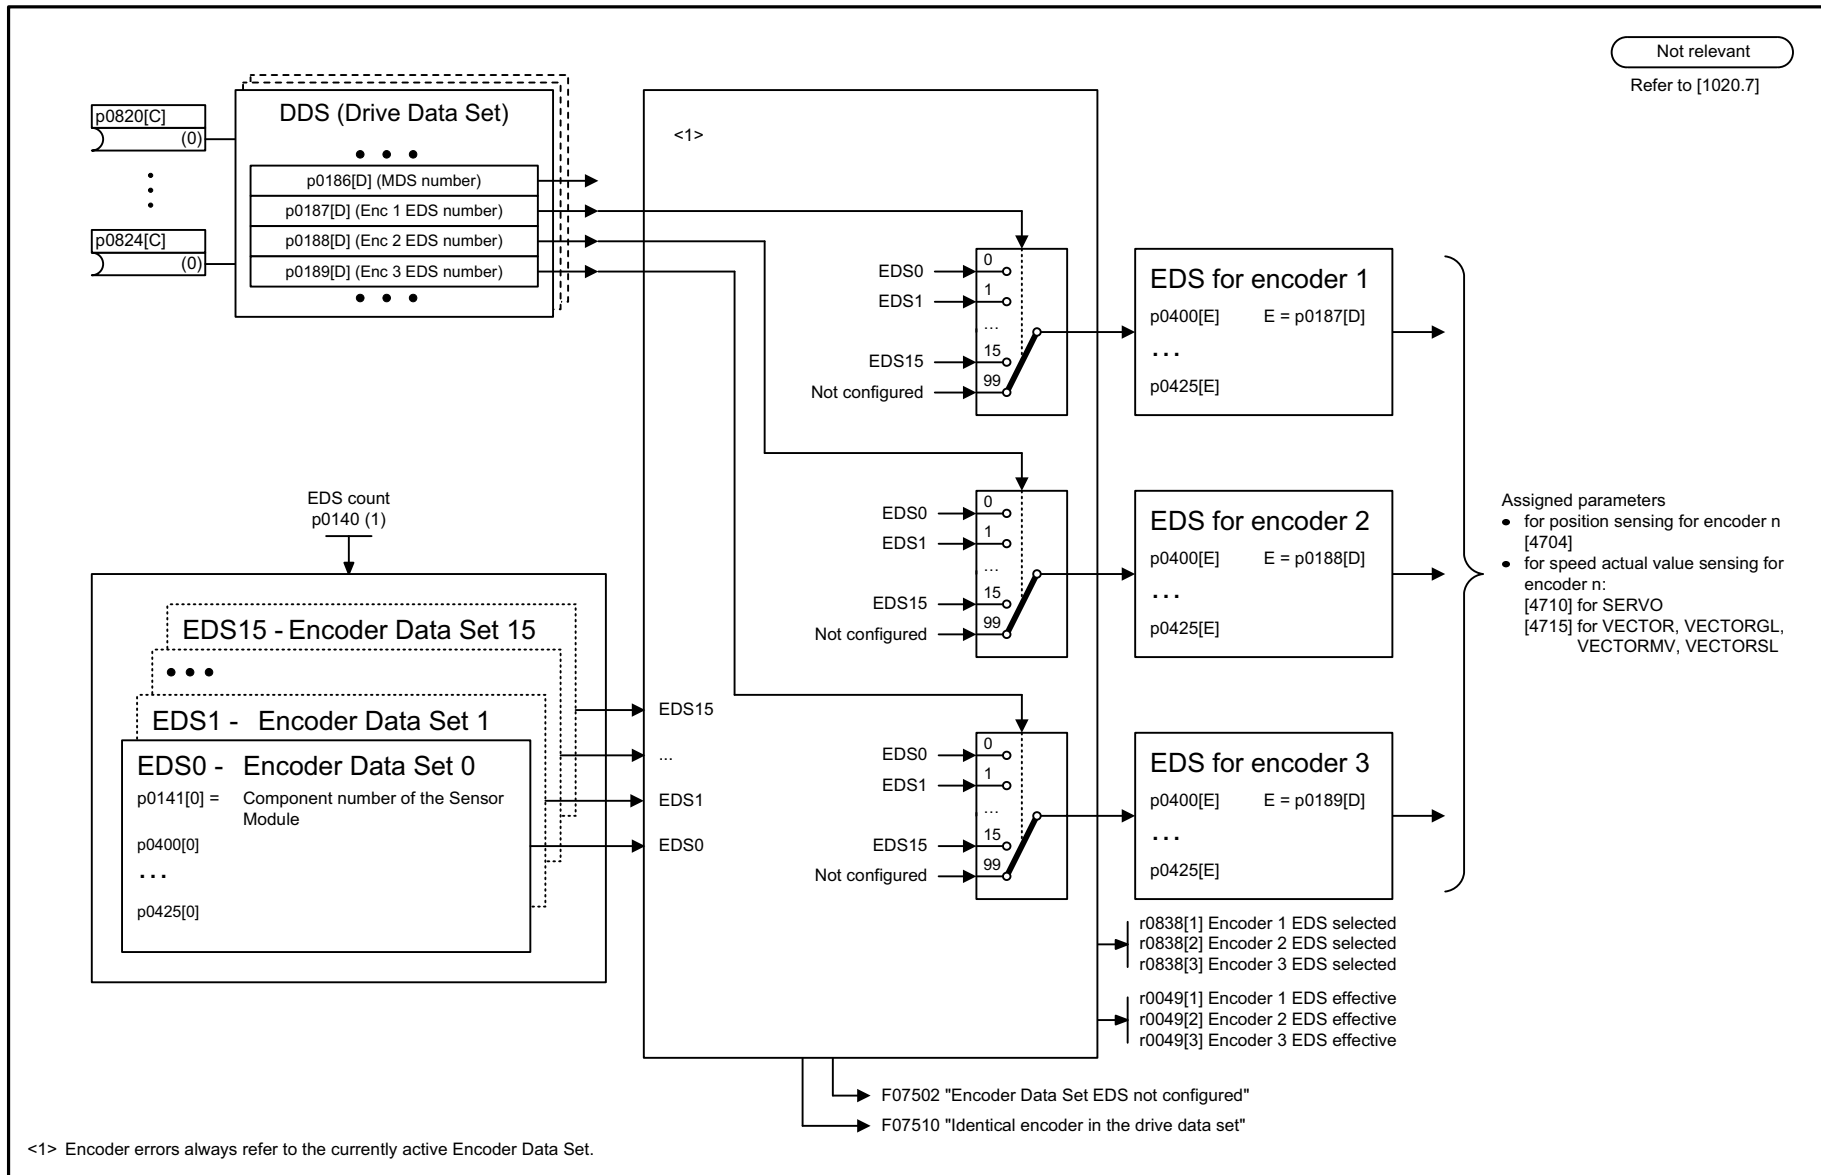 Not relevant
Refer to [1020.7]
p0820[C]
(0)
p0824[C]
(0)
DDS (Drive Data Set)
p0186[D] (MDS number)
p0187[D] (Enc 1 EDS number)
p0188[D] (Enc 2 EDS number)
p0189[D] (Enc 3 EDS number)
<1>
EDS0
0
EDS1
1
...
EDS15
15
Not configured
99
EDS for encoder 1
p0400[E] E = p0187[D]
...
p0425[E]
EDS0
0
EDS1
1
...
EDS15
15
Not configured
99
EDS for encoder 2
p0400[E] E = p0188[D]
...
p0425[E]
Assigned parameters
• for position sensing for encoder n
[4704]
• for speed actual value sensing for
encoder n:
[4710] for SERVO
[4715] for VECTOR, VECTORGL,
VECTORMV, VECTORSL
EDS count
p0140 (1)
EDS15 - Encoder Data Set 15
EDS1 - Encoder Data Set 1
EDS0 - Encoder Data Set 0
p0141[0] = Component number of the Sensor
Module
p0400[0]
...
p0425[0]
EDS15
...
EDS1
EDS0
EDS0
0
EDS1
1
...
EDS15
15
Not configured
99
EDS for encoder 3
p0400[E] E = p0189[D]
...
p0425[E]
r0838[1] Encoder 1 EDS selected
r0838[2] Encoder 2 EDS selected
r0838[3] Encoder 3 EDS selected
r0049[1] Encoder 1 EDS effective
r0049[2] Encoder 2 EDS effective
r0049[3] Encoder 3 EDS effective
F07502 "Encoder Data Set EDS not configured"
F07510 "Identical encoder in the drive data set"
<1> Encoder errors always refer to the currently active Encoder Data Set.